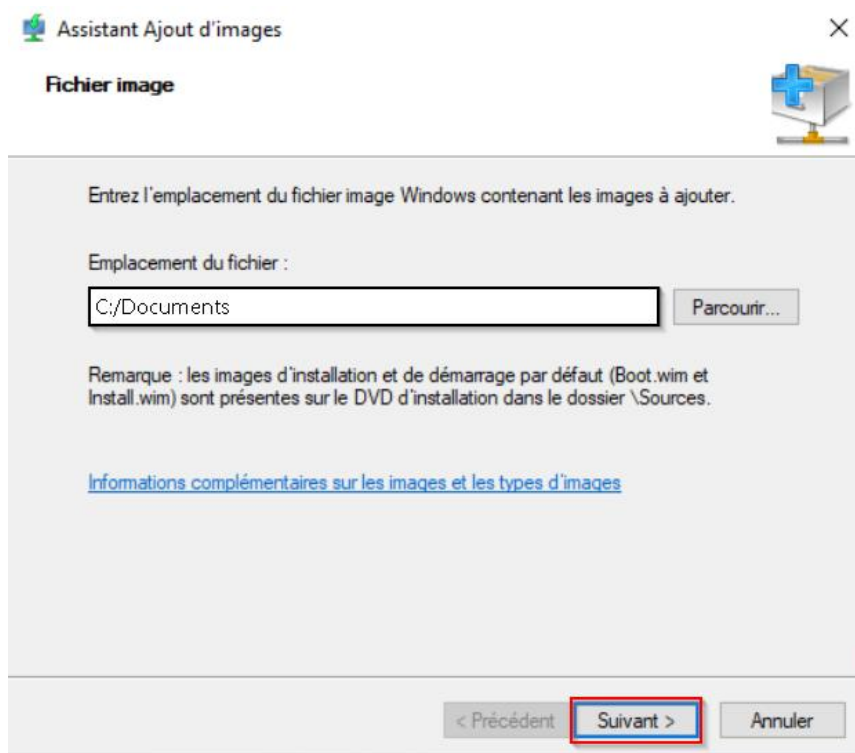 Assistant Ajout d'images
Fichier image
Entrez l'emplacement du fichier image Windows contenant les images à ajouter.
Emplacement du fichier :
C:/Documents
Parcourir...
Remarque : les images d'installation et de démarrage par défaut (Boot.wim et
Install.wim) sont présentes sur le DVD d'installation dans le dossier \Sources.
Informations complémentaires sur les images et les types d'images
< Précédent
Suivant >
Annuler